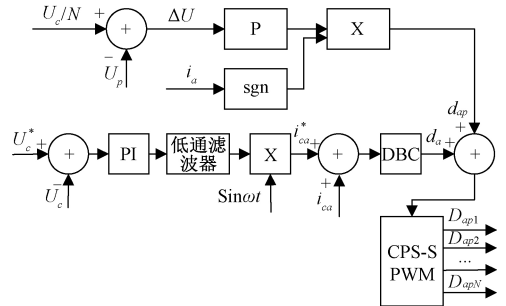 U_c/N
+
+
ΔU
P
X
−
U_p
i_a
sgn
d_ap
U_c^*
+
+
PI
低通滤
波器
X
i_ca^*
+
+
DBC
d_a
+
+
+
−
U_c
Sinωt
+
i_ca
CPS-S
PWM
D_ap1
D_ap2
...
D_apN